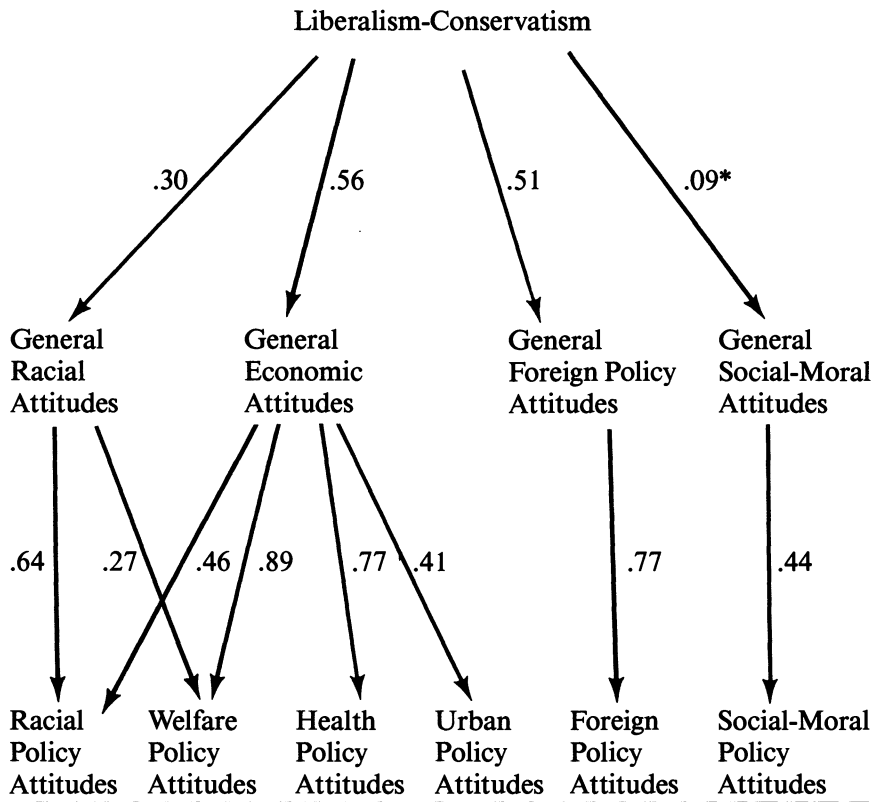 Liberalism-Conservatism
.30 .56 .51 .09*
General General General General
Racial Economic Foreign Policy Social-Moral
Attitudes Attitudes Attitudes Attitudes
.64 .27 .46 .89 .77 .41 .77 .44
Racial Welfare Health Urban Foreign Social-Moral
Policy Policy Policy Policy Policy Policy
Attitudes Attitudes Attitudes Attitudes Attitudes Attitudes